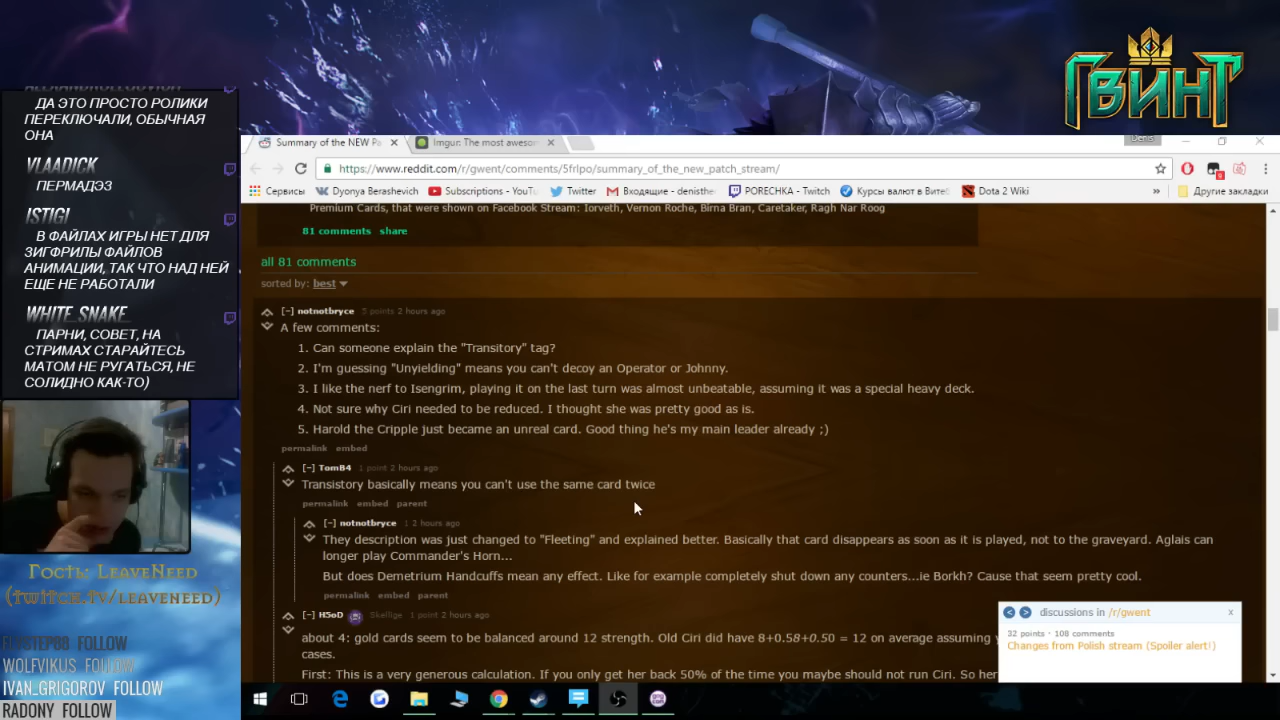 ГВИНТ
ДА ЭТО ПРОСТО РОЛИКИ
ПЕРЕКЛЮЧАЛИ, ОБЫЧНАЯ
ОНА
VLAADICK
ПЕРМАДЭЗ
ISTIGI
В ФАЙЛАХ ИГРЫ НЕТ ДЛЯ
ЗИГФРИЛЫ ФАЙЛОВ
АНИМАЦИИ, ТАК ЧТО НАД НЕЙ
ЕЩЕ НЕ РАБОТАЛИ
WHITE_SNAKE_
ПАРНИ, СОВЕТ, НА
СТРИМАХ СТАРАЙТЕСЬ
МАТОМ НЕ РУГАТЬСЯ, НЕ
СОЛИДНО КАК-ТО)
Гость: LeaveNeed
(twitch.tv/leaveneed)
WOLFVIKUS FOLLOW
IVAN_GRIGOROV FOLLOW
RADONY FOLLOW
Summary of the NEW Pa
Imgur: The most awesom
Denis
https://www.reddit.com/r/gwent/comments/5frlpo/summary_of_the_new_patch_stream/
Сервисы Dyonya Berashevich Subscriptions - YouTu Twitter Входящие - denisthe PORECHKA - Twitch Курсы валют в Витеб Dota 2 Wiki » Другие закладки
Premium Cards, that were shown on Facebook Stream: Iorveth, Vernon Roche, Birna Bran, Caretaker, Ragh Nar Roog
81 comments share
all 81 comments
sorted by: best
[-] notnotbryce 5 points 2 hours ago
A few comments:
1. Can someone explain the "Transitory" tag?
2. I'm guessing "Unyielding" means you can't decoy an Operator or Johnny.
3. I like the nerf to Isengrim, playing it on the last turn was almost unbeatable, assuming it was a special heavy deck.
4. Not sure why Ciri needed to be reduced. I thought she was pretty good as is.
5. Harold the Cripple just became an unreal card. Good thing he's my main leader already ;)
permalink embed
[-] TomB4 1 point 2 hours ago
Transistory basically means you can't use the same card twice
permalink embed parent
[-] notnotbryce 1 2 hours ago
They description was just changed to "Fleeting" and explained better. Basically that card disappears as soon as it is played, not to the graveyard. Aglais can
longer play Commander's Horn...
But does Demetrium Handcuffs mean any effect. Like for example completely shut down any counters...ie Borkh? Cause that seem pretty cool.
permalink embed parent
[-] H5oD Skellige 1 point 2 hours ago
about 4: gold cards seem to be balanced around 12 strength. Old Ciri did have 8+0.58+0.50 = 12 on average assuming
cases.
First: This is a very generous calculation. If you only get her back 50% of the time you maybe should not run Ciri. So her
discussions in /r/gwent x
32 points · 108 comments
Changes from Polish stream (Spoiler alert!)